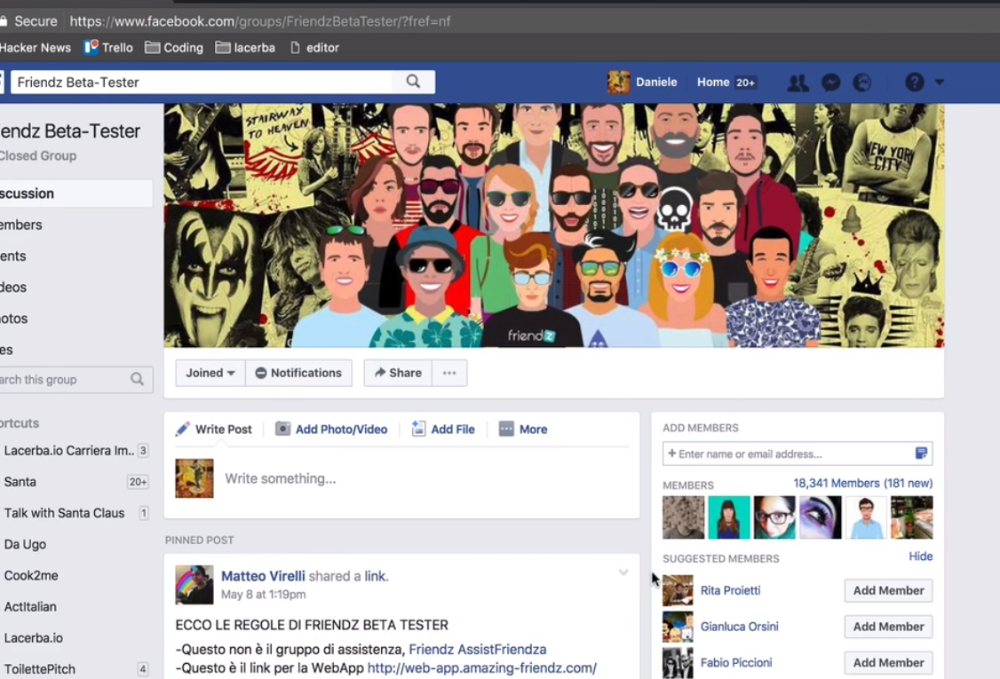 Secure https://www.facebook.com/groups/FriendzBetaTester/?fref=nf
Hacker News Trello Coding lacerba editor
Friendz Beta-Tester
Daniele Home 20+
endz Beta-Tester
Closed Group
scussion
embers
ents
deos
otos
es
arch this group
ortcuts
Lacerba.io Carriera Im.. 3
Santa 20+
Talk with Santa Claus 1
Da Ugo
Cook2me
ActItalian
Lacerba.io
ToilettePitch 4
STAIRWAY
TO HEAVEN
NEW YORK
CITY
friendz
Joined Notifications Share
Write Post Add Photo/Video Add File More
Write something...
PINNED POST
Matteo Virelli shared a link.
May 8 at 1:19pm
ECCO LE REGOLE DI FRIENDZ BETA TESTER
-Questo non è il gruppo di assistenza, Friendz AssistFriendza
-Questo è il link per la WebApp http://web-app.amazing-friendz.com/
ADD MEMBERS
+ Enter name or email address...
MEMBERS 18,341 Members (181 new)
SUGGESTED MEMBERS Hide
Rita Proietti Add Member
Gianluca Orsini Add Member
Fabio Piccioni Add Member